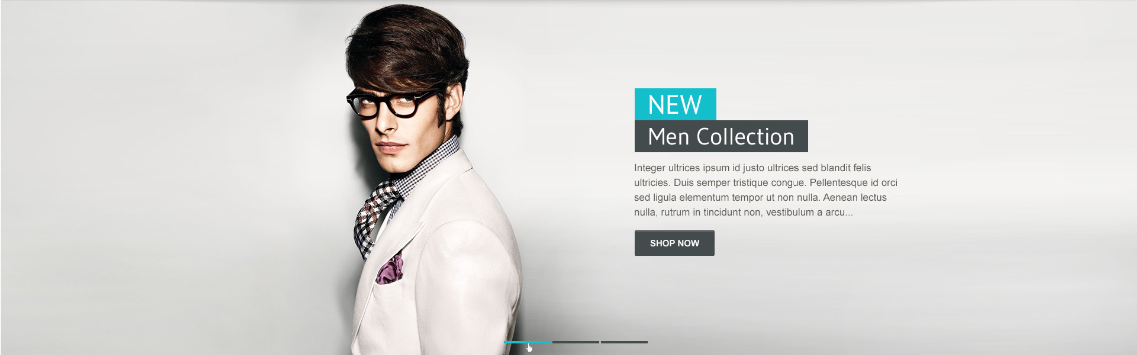 NEW
Men Collection
Integer ultrices ipsum id justo ultrices sed blandit felis
ultricies. Duis semper tristique congue. Pellentesque id orci
sed ligula elementum tempor ut non nulla. Aenean lectus
nulla, rutrum in tincidunt non, vestibulum a arcu...
SHOP NOW